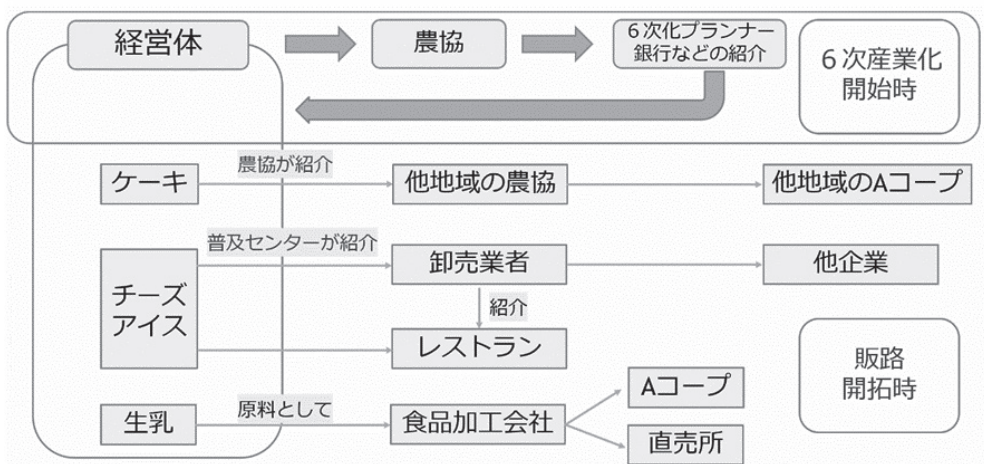 経営体
農協
６次化プランナー
銀行などの紹介
６次産業化
開始時
農協が紹介
ケーキ
他地域の農協
他地域のAコープ
普及センターが紹介
チーズ
アイス
卸売業者
他企業
紹介
レストラン
販路
開拓時
Aコープ
原料として
生乳
食品加工会社
直売所